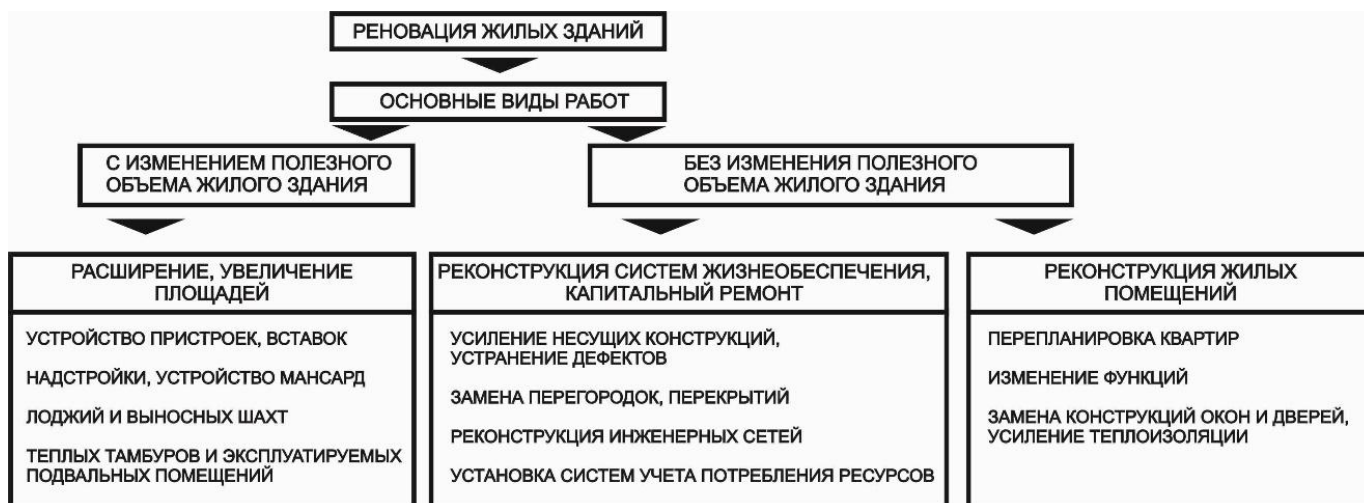 РЕНОВАЦИЯ ЖИЛЫХ ЗДАНИЙ
ОСНОВНЫЕ ВИДЫ РАБОТ
С ИЗМЕНЕНИЕМ ПОЛЕЗНОГО
ОБЪЕМА ЖИЛОГО ЗДАНИЯ
БЕЗ ИЗМЕНЕНИЯ ПОЛЕЗНОГО
ОБЪЕМА ЖИЛОГО ЗДАНИЯ
РАСШИРЕНИЕ, УВЕЛИЧЕНИЕ
ПЛОЩАДЕЙ
УСТРОЙСТВО ПРИСТРОЕК, ВСТАВОК
НАДСТРОЙКИ, УСТРОЙСТВО МАНСАРД
ЛОДЖИЙ И ВЫНОСНЫХ ШАХТ
ТЕПЛЫХ ТАМБУРОВ И ЭКСПЛУАТИРУЕМЫХ
ПОДВАЛЬНЫХ ПОМЕЩЕНИЙ
РЕКОНСТРУКЦИЯ СИСТЕМ ЖИЗНЕОБЕСПЕЧЕНИЯ,
КАПИТАЛЬНЫЙ РЕМОНТ
УСИЛЕНИЕ НЕСУЩИХ КОНСТРУКЦИЙ,
УСТРАНЕНИЕ ДЕФЕКТОВ
ЗАМЕНА ПЕРЕГОРОДОК, ПЕРЕКРЫТИЙ
РЕКОНСТРУКЦИЯ ИНЖЕНЕРНЫХ СЕТЕЙ
УСТАНОВКА СИСТЕМ УЧЕТА ПОТРЕБЛЕНИЯ РЕСУРСОВ
РЕКОНСТРУКЦИЯ ЖИЛЫХ
ПОМЕЩЕНИЙ
ПЕРЕПЛАНИРОВКА КВАРТИР
ИЗМЕНЕНИЕ ФУНКЦИЙ
ЗАМЕНА КОНСТРУКЦИЙ ОКОН И ДВЕРЕЙ,
УСИЛЕНИЕ ТЕПЛОИЗОЛЯЦИИ